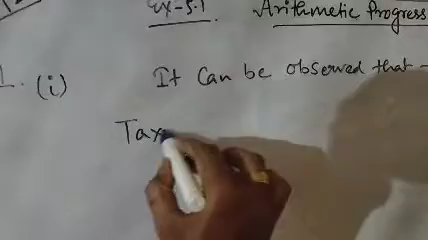 Ex-5.1 Arithmetic Progress
1. (i) It can be observed that -
Tax